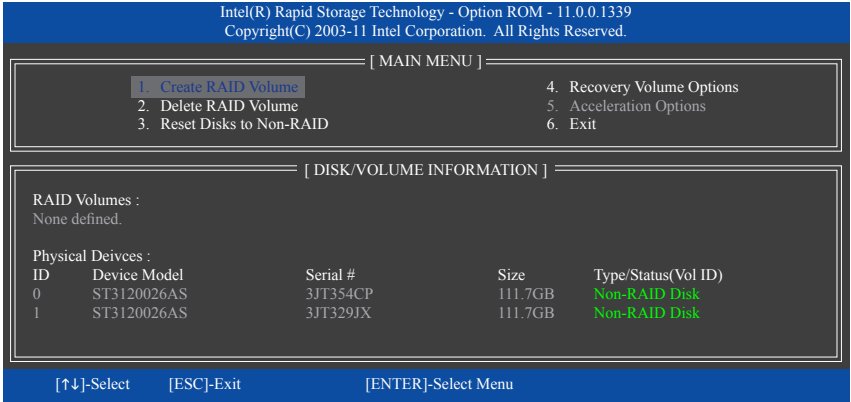 Intel(R) Rapid Storage Technology - Option ROM - 11.0.0.1339
Copyright(C) 2003-11 Intel Corporation.  All Rights Reserved.
[ MAIN MENU ]
1. Create RAID Volume
2. Delete RAID Volume
3. Reset Disks to Non-RAID
4. Recovery Volume Options
5. Acceleration Options
6. Exit
[ DISK/VOLUME INFORMATION ]
RAID Volumes :
None defined.
Physical Deivces :
ID Device Model Serial # Size Type/Status(Vol ID)
0 ST3120026AS 3JT354CP 111.7GB Non-RAID Disk
1 ST3120026AS 3JT329JX 111.7GB Non-RAID Disk
[↑↓]-Select [ESC]-Exit [ENTER]-Select Menu